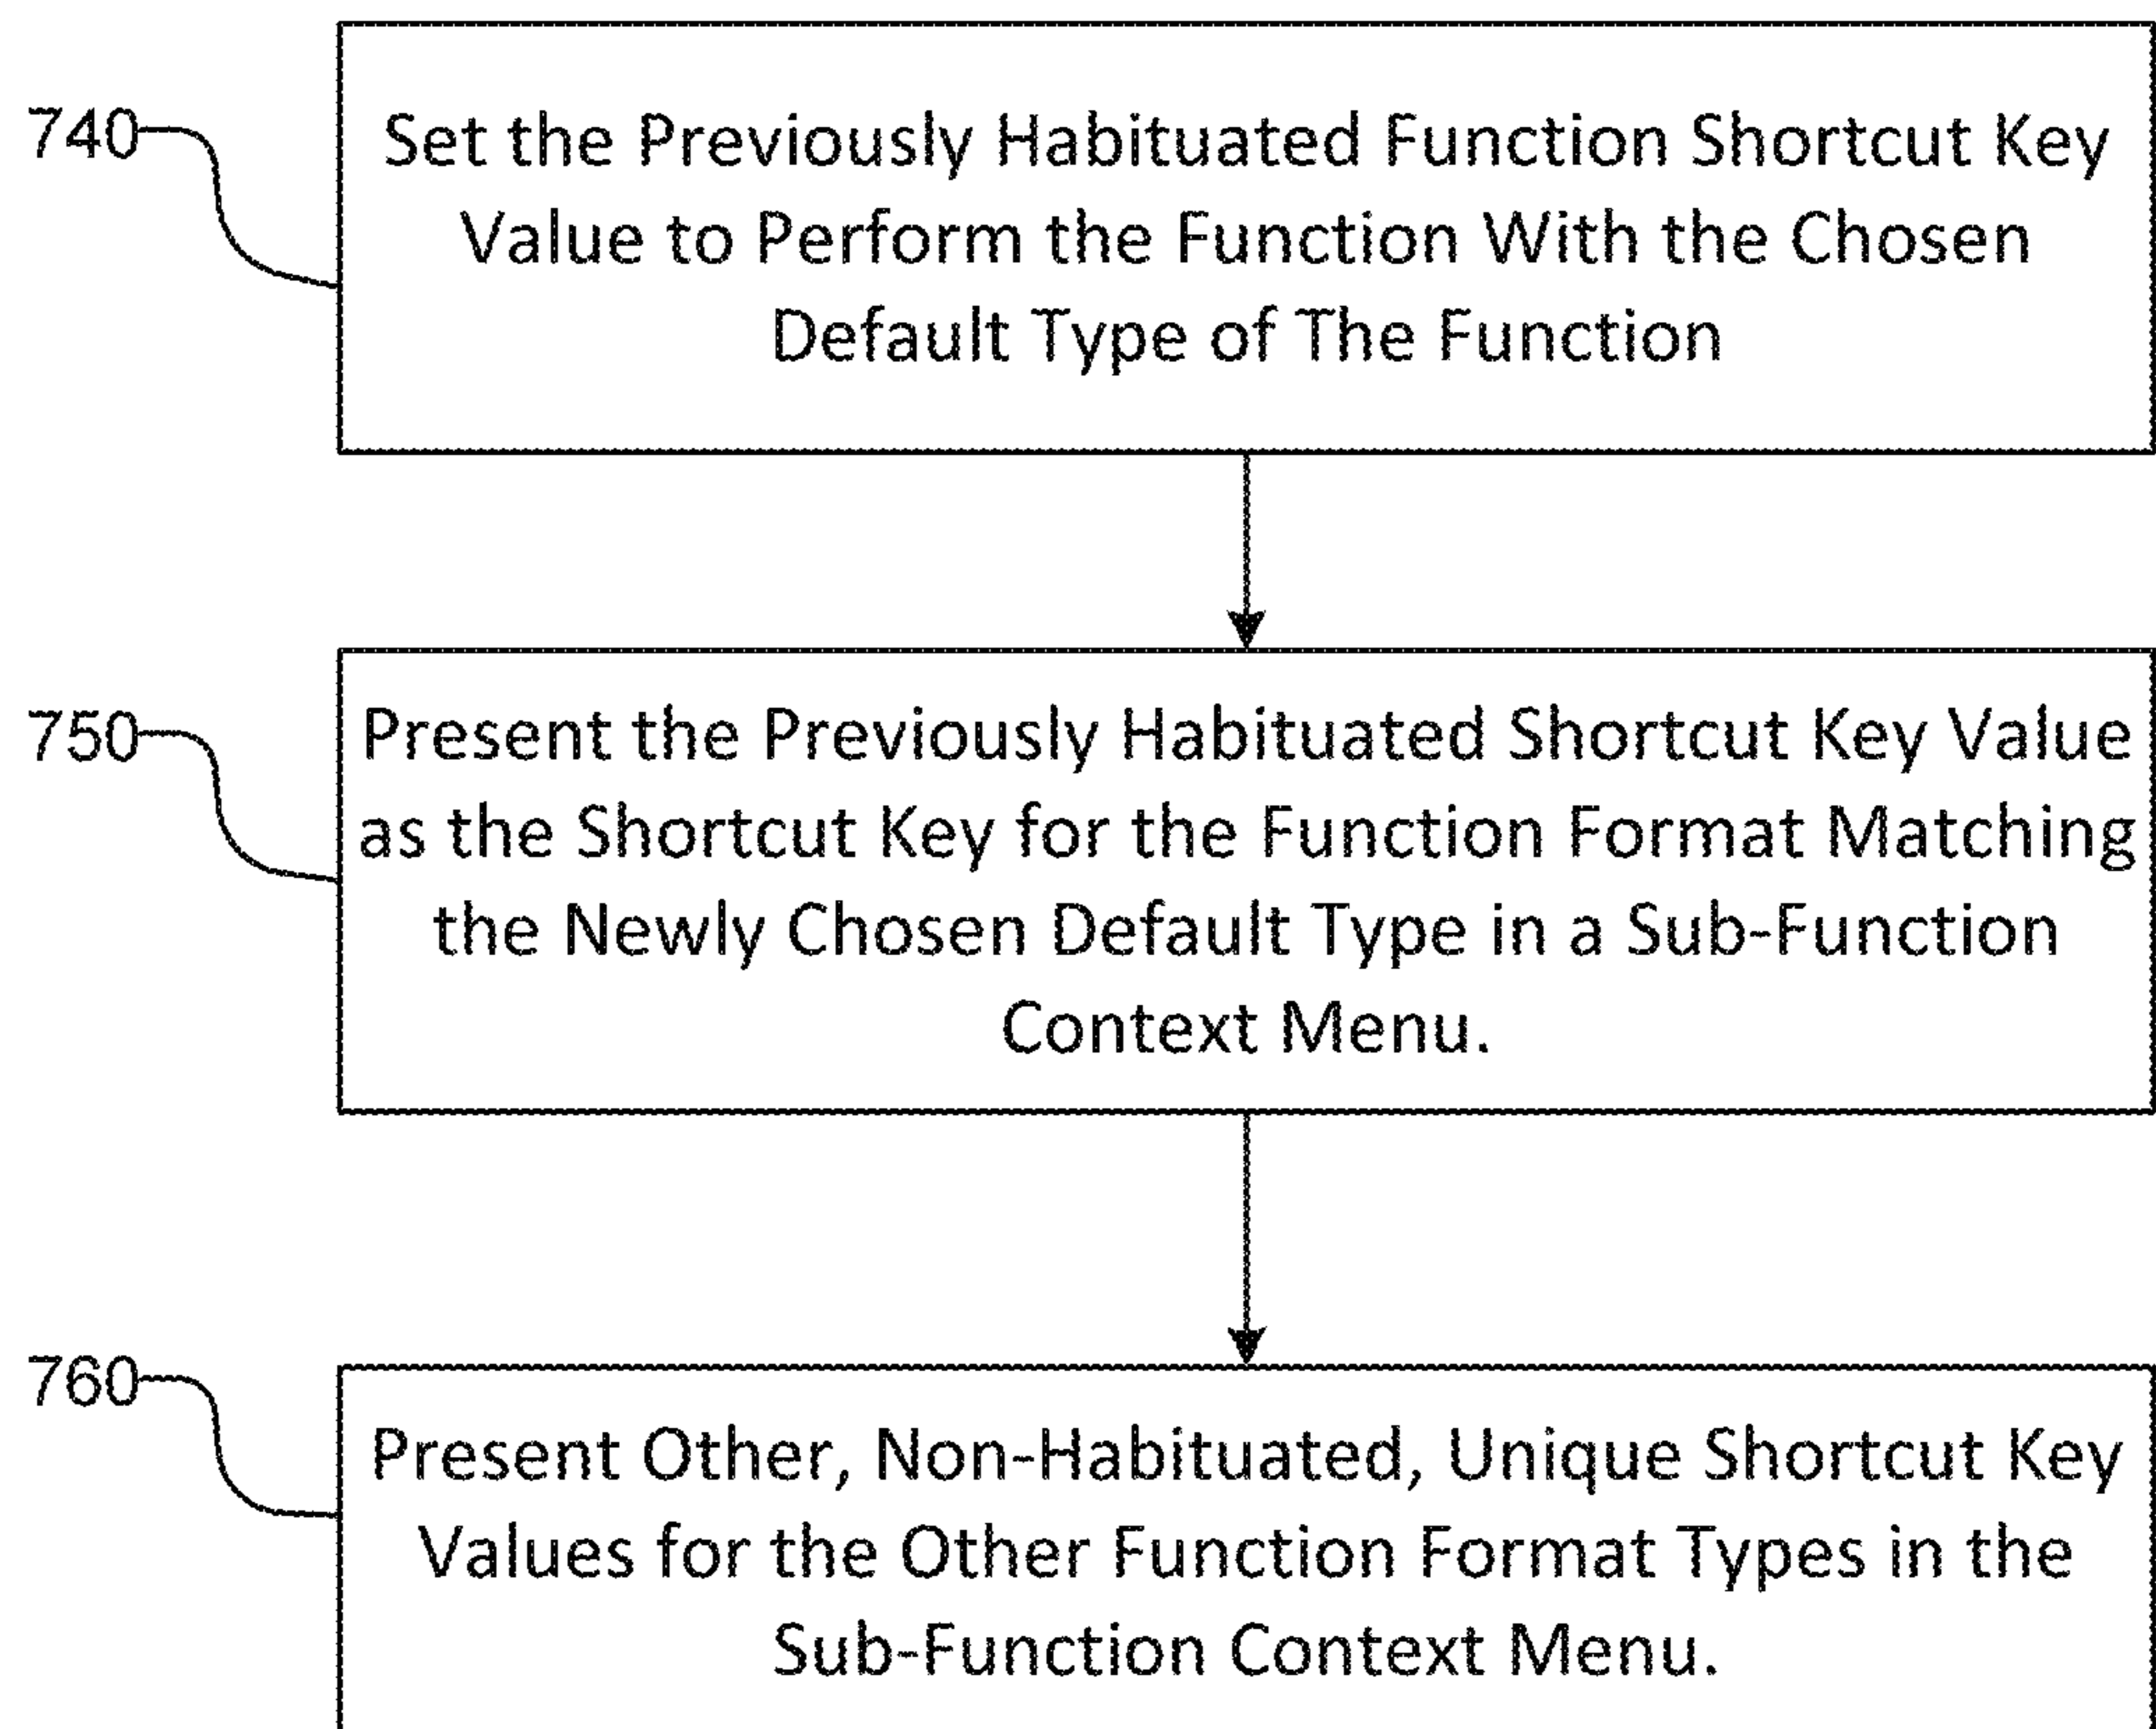 740
Set the Previously Habituated Function Shortcut Key
Value to Perform the Function With the Chosen
Default Type of The Function
750
Present the Previously Habituated Shortcut Key Value
as the Shortcut Key for the Function Format Matching
the Newly Chosen Default Type in a Sub-Function
Context Menu.
760
Present Other, Non-Habituated, Unique Shortcut Key
Values for the Other Function Format Types in the
Sub-Function Context Menu.